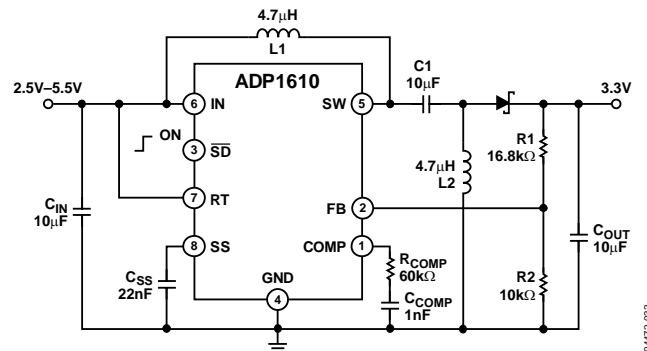 4.7μH
L1
C1
10μF
ADP1610
2.5V–5.5V
3.3V
6
IN
SW
5
ON
3
SD
R1
16.8kΩ
4.7μH
L2
CIN
10μF
7
RT
FB
2
8
SS
COMP
1
COUT
10μF
CSS
22nF
GND
4
RCOMP
60kΩ
CCOMP
1nF
R2
10kΩ